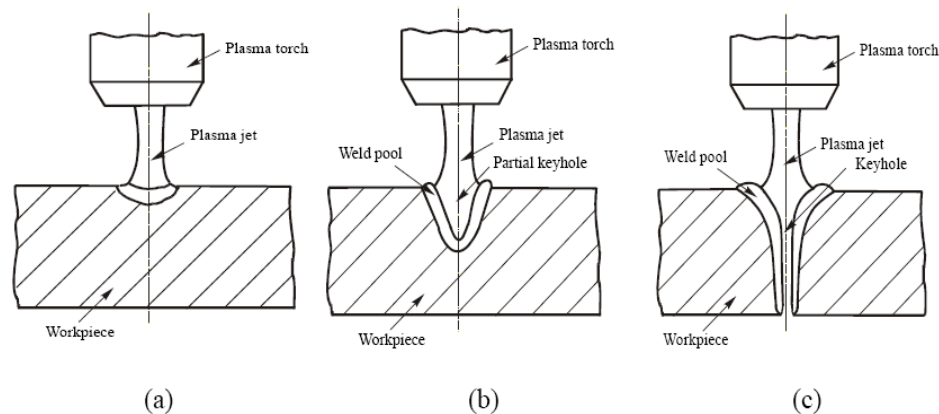 Plasma torch
Plasma jet
Workpiece
(a)
Plasma torch
Plasma jet
Weld pool
Partial keyhole
Workpiece
(b)
Plasma torch
Plasma jet
Weld pool
Keyhole
Workpiece
(c)